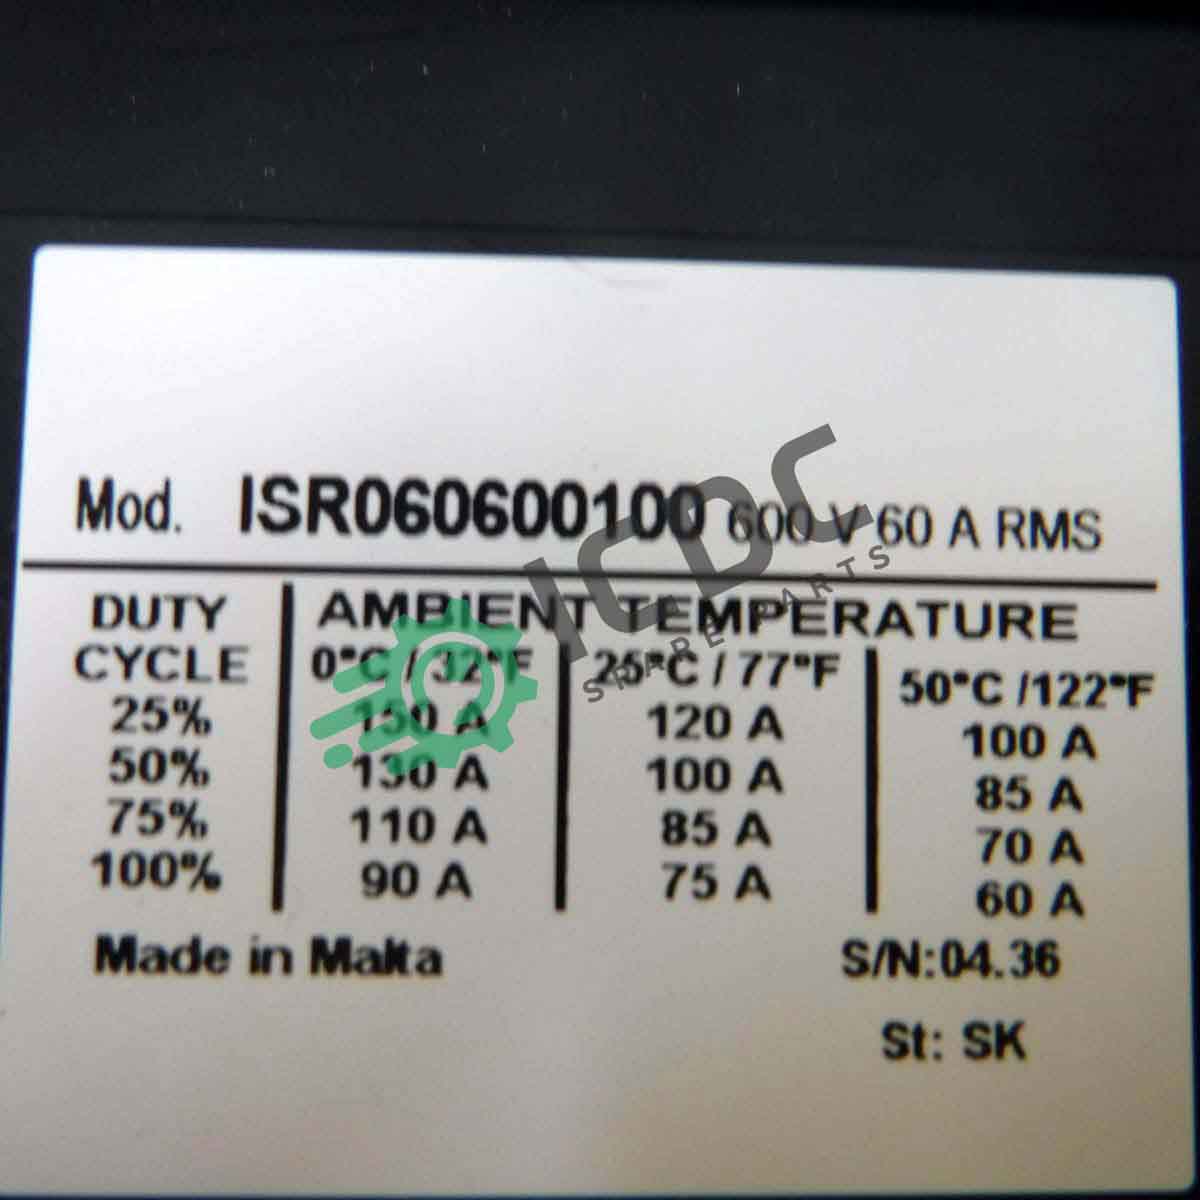 Mod. ISR060600100 600 V 60 A RMS
DUTY AMBIENT TEMPERATURE
CYCLE 0°C / 32°F 25°C / 77°F 50°C /122°F
25% 150 A 120 A 100 A
50% 130 A 100 A 85 A
75% 110 A 85 A 70 A
100% 90 A 75 A 60 A
Made in Malta S/N:04.36
St: SK
ICDC
SPARE PARTS